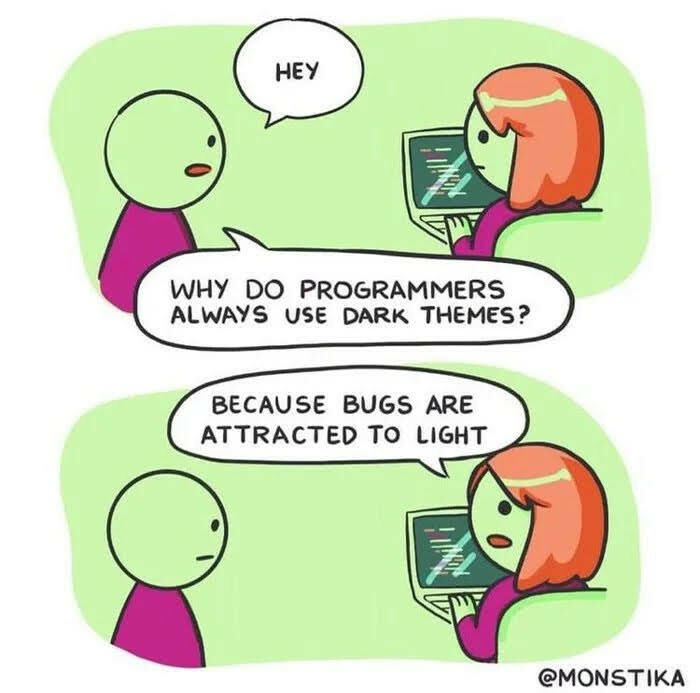 HEY
WHY DO PROGRAMMERS
ALWAYS USE DARK THEMES?
BECAUSE BUGS ARE
ATTRACTED TO LIGHT
@MONSTIKA